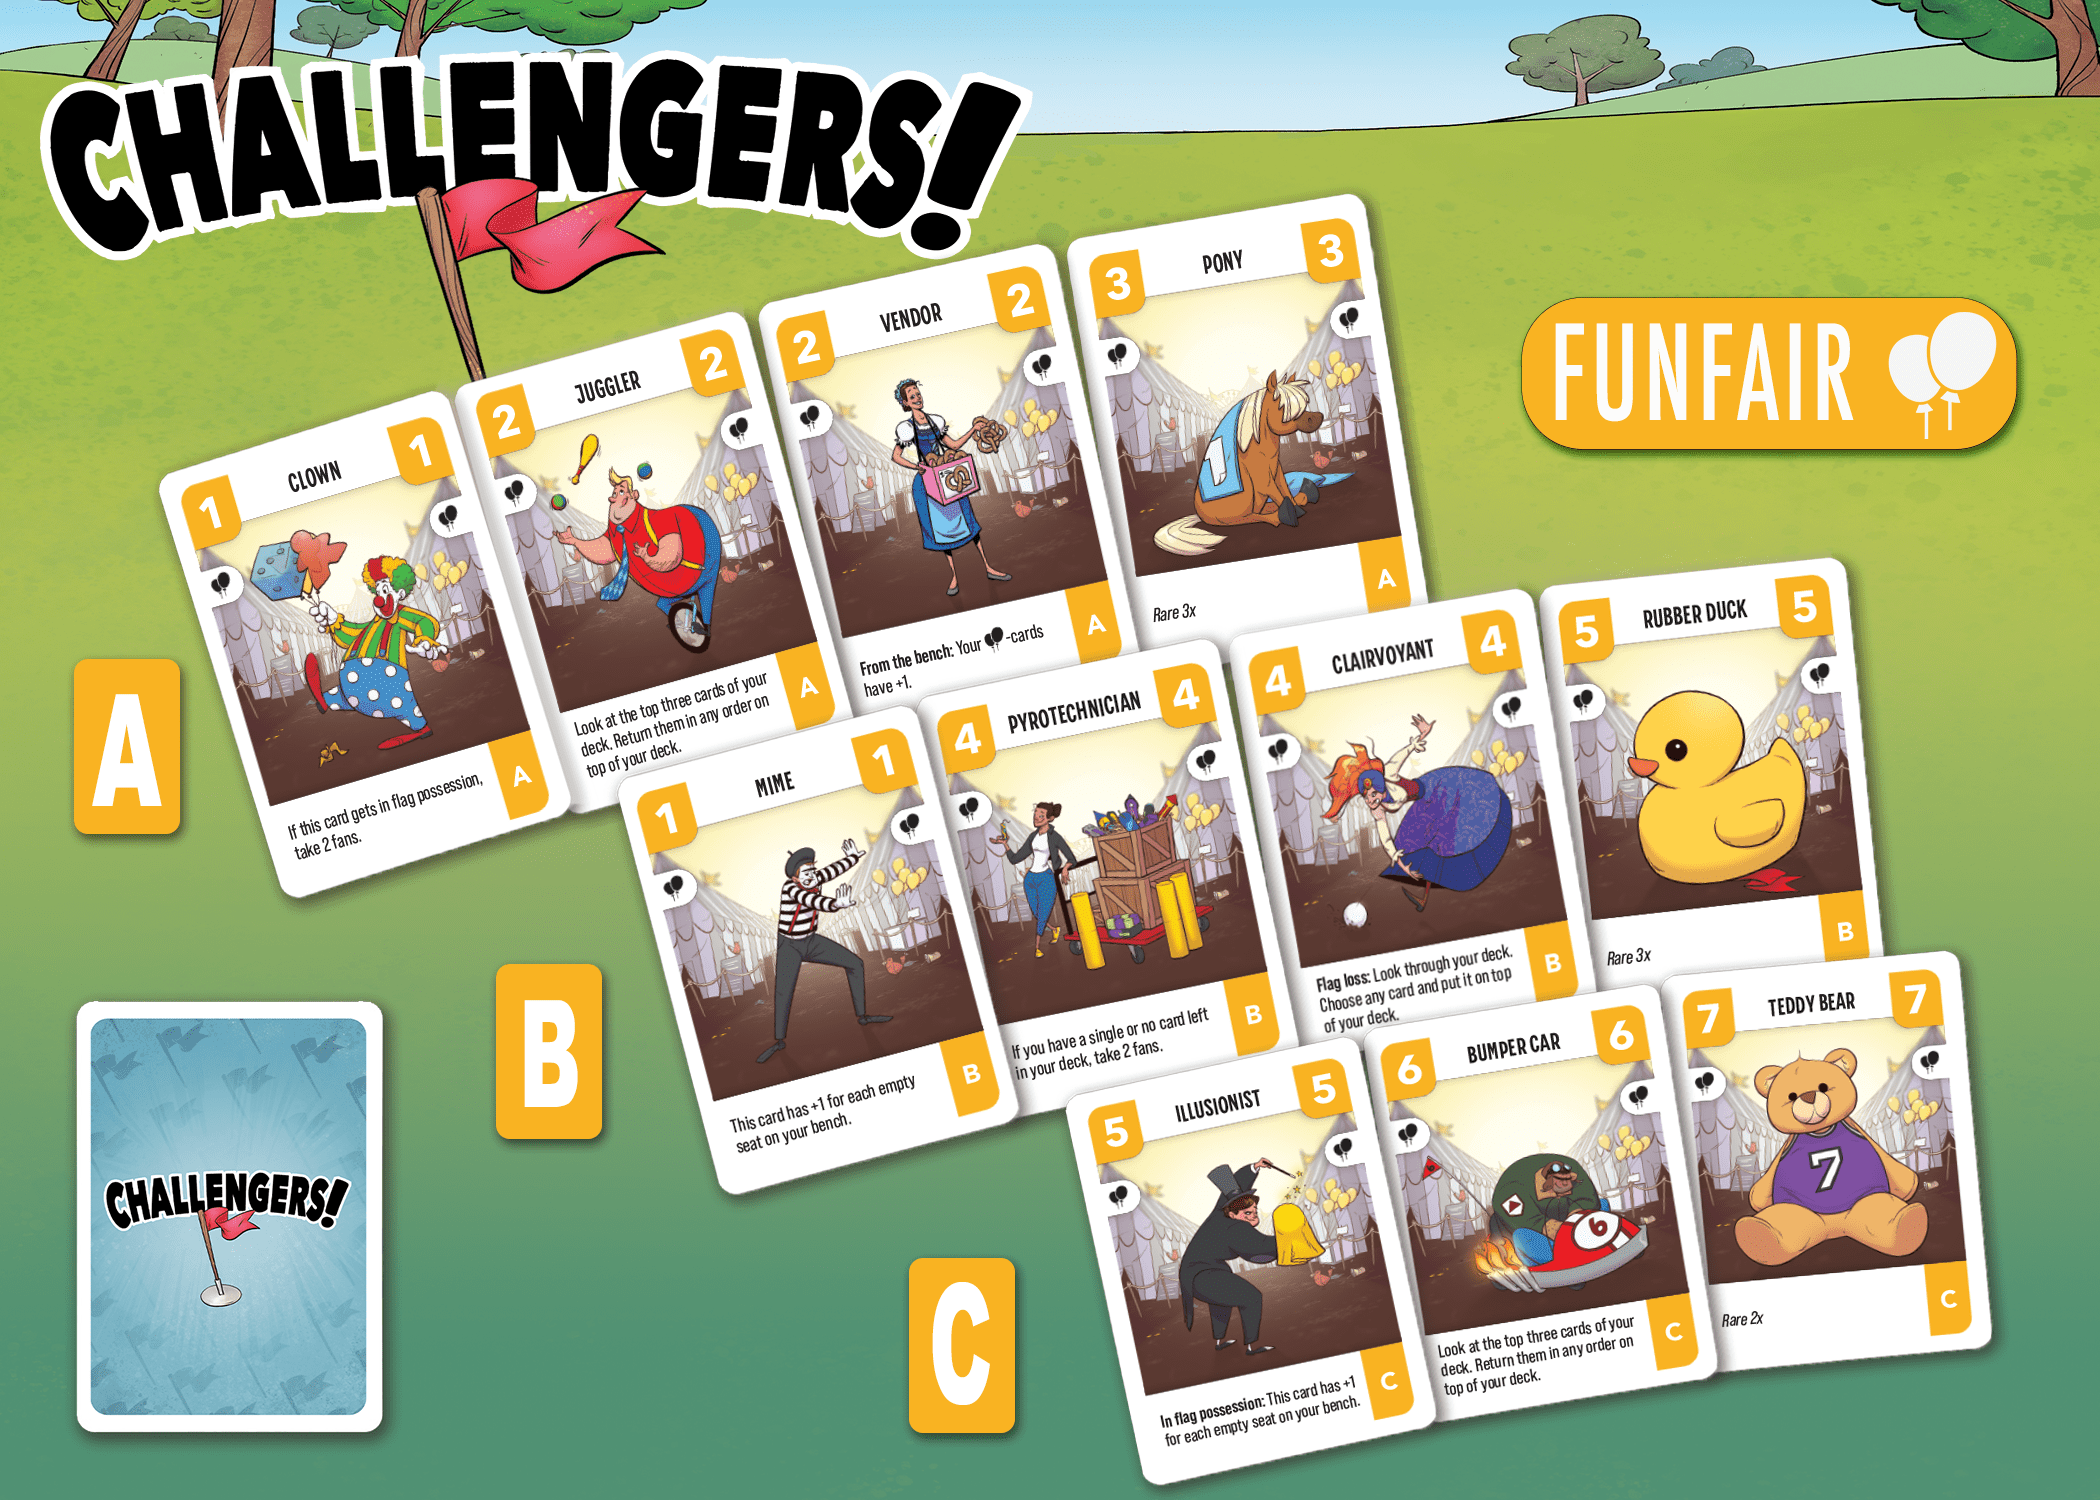 CHALLENGERS!
FUNFAIR
A
1
CLOWN
1
If this card gets in flag possession,
take 2 fans.
A
2
JUGGLER
2
Look at the top three cards of your
deck. Return them in any order on
top of your deck.
A
2
VENDOR
2
From the bench: Your -cards
have +1.
A
3
PONY
3
1
Rare 3x
A
B
1
MIME
1
This card has +1 for each empty
seat on your bench.
B
4
PYROTECHNICIAN
4
If you have a single or no card left
in your deck, take 2 fans.
B
4
CLAIRVOYANT
4
Flag loss: Look through your deck.
Choose any card and put it on top
of your deck.
B
5
RUBBER DUCK
5
Rare 3x
B
C
5
ILLUSIONIST
5
In flag possession: This card has +1
for each empty seat on your bench.
C
6
BUMPER CAR
6
6
Look at the top three cards of your
deck. Return them in any order on
top of your deck.
C
7
TEDDY BEAR
7
7
Rare 2x
C
CHALLENGERS!